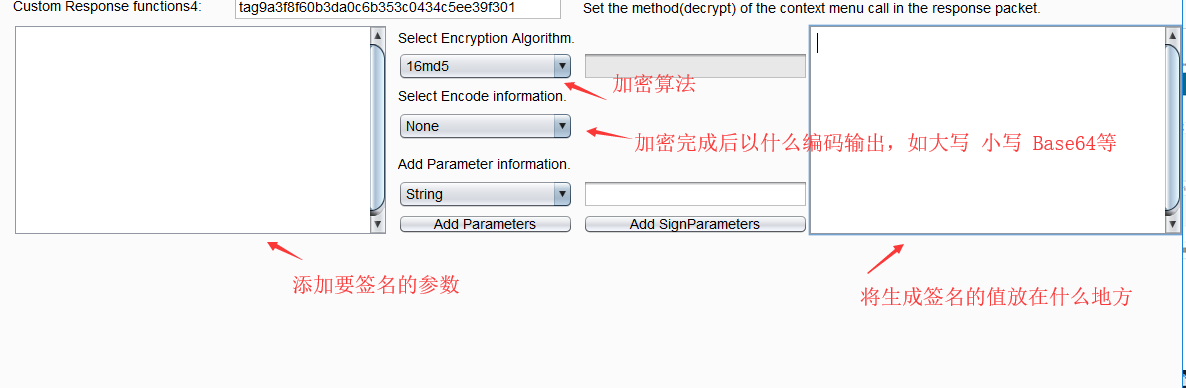 Custom Response functions4:
tag9a3f8f60b3da0c6b353c0434c5ee39f301
Set the method(decrypt) of the context menu call in the response packet.
Select Encryption Algorithm.
16md5
加密算法
Select Encode information.
None
加密完成后以什么编码输出，如大写 小写 Base64等
Add Parameter information.
String
Add Parameters
Add SignParameters
添加要签名的参数
将生成签名的值放在什么地方